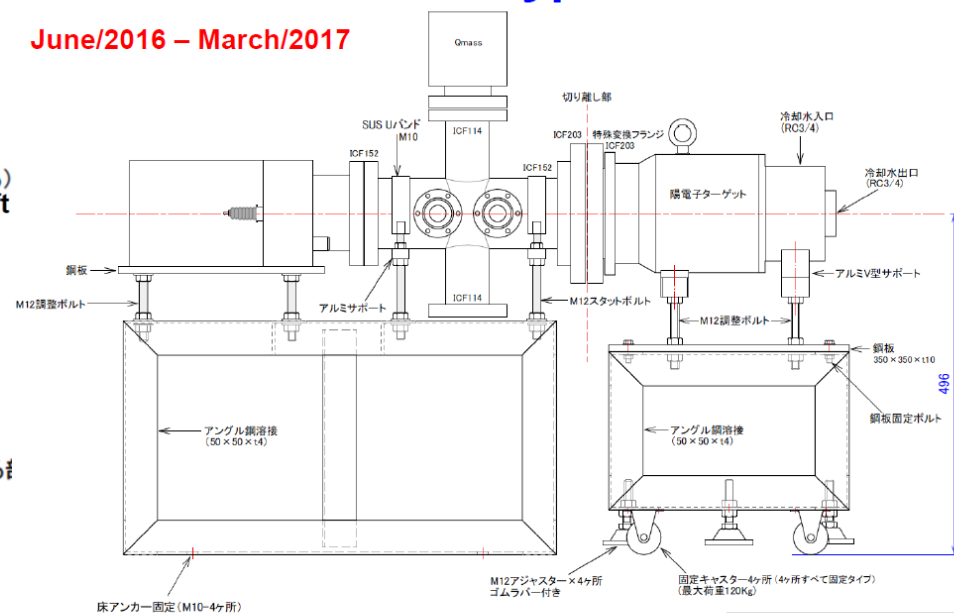 June/2016 – March/2017
Qmass
切り離し部
SUS Uバンド
M10
ICF114
ICF203
特殊変換フランジ
ICF203
冷却水入口
(RC3/4)
ICF152
ICF152
冷却水出口
(RC3/4)
陽電子ターゲット
鋼板
アルミV型サポート
M12調整ボルト
アルミサポート
ICF114
M12スタットボルト
M12調整ボルト
鋼板
350×350×t10
496
鋼板固定ボルト
アングル鋼溶接
(50×50×t4)
アングル鋼溶接
(50×50×t4)
M12アジャスター×4ヶ所
ゴムラバー付き
固定キャスター4ヶ所(4ヶ所すべて固定タイプ)
(最大荷重120Kg)
床アンカー固定(M10-4ヶ所)